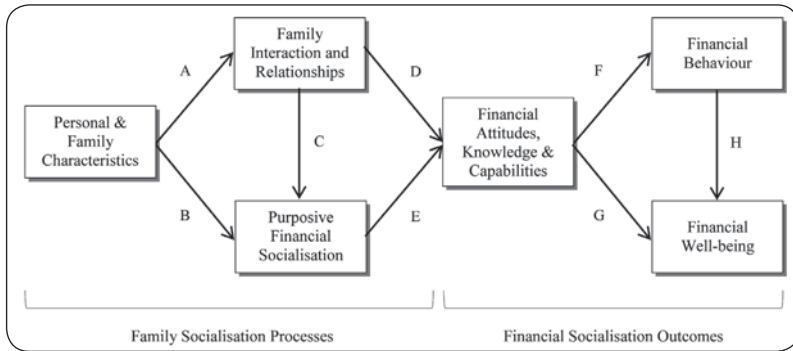 Personal &
Family
Characteristics
A
B
Family
Interaction and
Relationships
C
Purposive
Financial
Socialisation
D
E
Financial
Attitudes,
Knowledge &
Capabilities
F
G
Financial
Behaviour
H
Financial
Well-being
Family Socialisation Processes
Financial Socialisation Outcomes